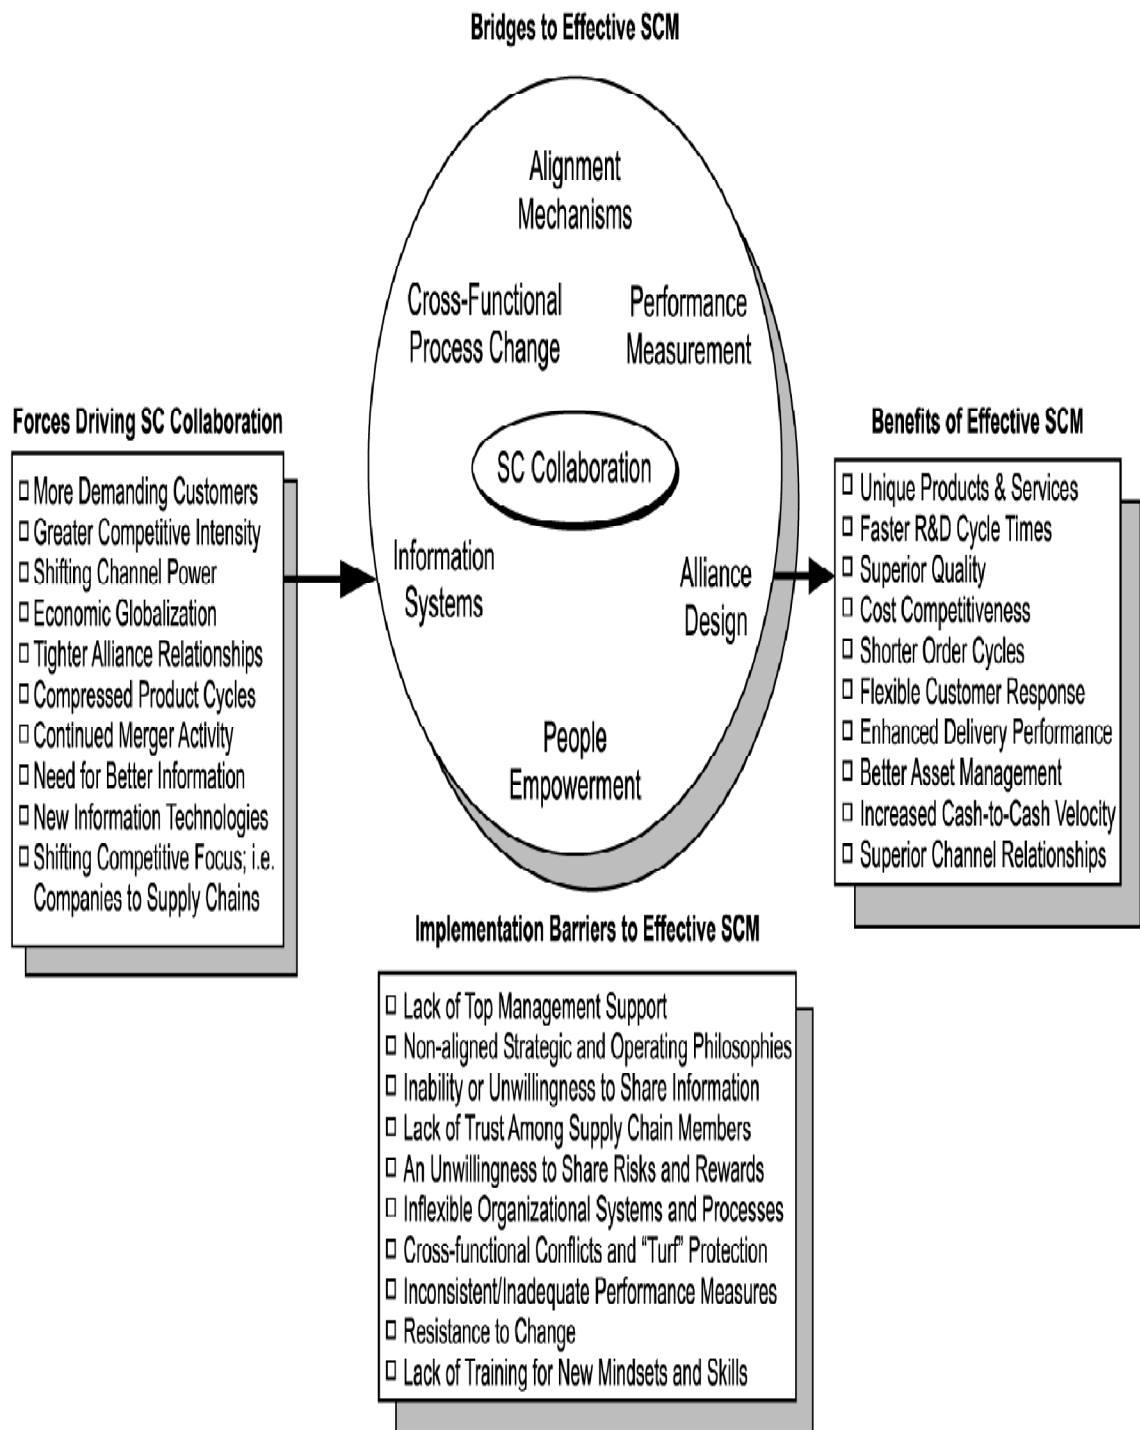 Bridges to Effective SCM
Alignment
Mechanisms
Cross-Functional
Process Change
Performance
Measurement
SC Collaboration
Information
Systems
Alliance
Design
People
Empowerment
Forces Driving SC Collaboration
More Demanding Customers
Greater Competitive Intensity
Shifting Channel Power
Economic Globalization
Tighter Alliance Relationships
Compressed Product Cycles
Continued Merger Activity
Need for Better Information
New Information Technologies
Shifting Competitive Focus; i.e.
Companies to Supply Chains
Benefits of Effective SCM
Unique Products & Services
Faster R&D Cycle Times
Superior Quality
Cost Competitiveness
Shorter Order Cycles
Flexible Customer Response
Enhanced Delivery Performance
Better Asset Management
Increased Cash-to-Cash Velocity
Superior Channel Relationships
Implementation Barriers to Effective SCM
Lack of Top Management Support
Non-aligned Strategic and Operating Philosophies
Inability or Unwillingness to Share Information
Lack of Trust Among Supply Chain Members
An Unwillingness to Share Risks and Rewards
Inflexible Organizational Systems and Processes
Cross-functional Conflicts and “Turf” Protection
Inconsistent/Inadequate Performance Measures
Resistance to Change
Lack of Training for New Mindsets and Skills